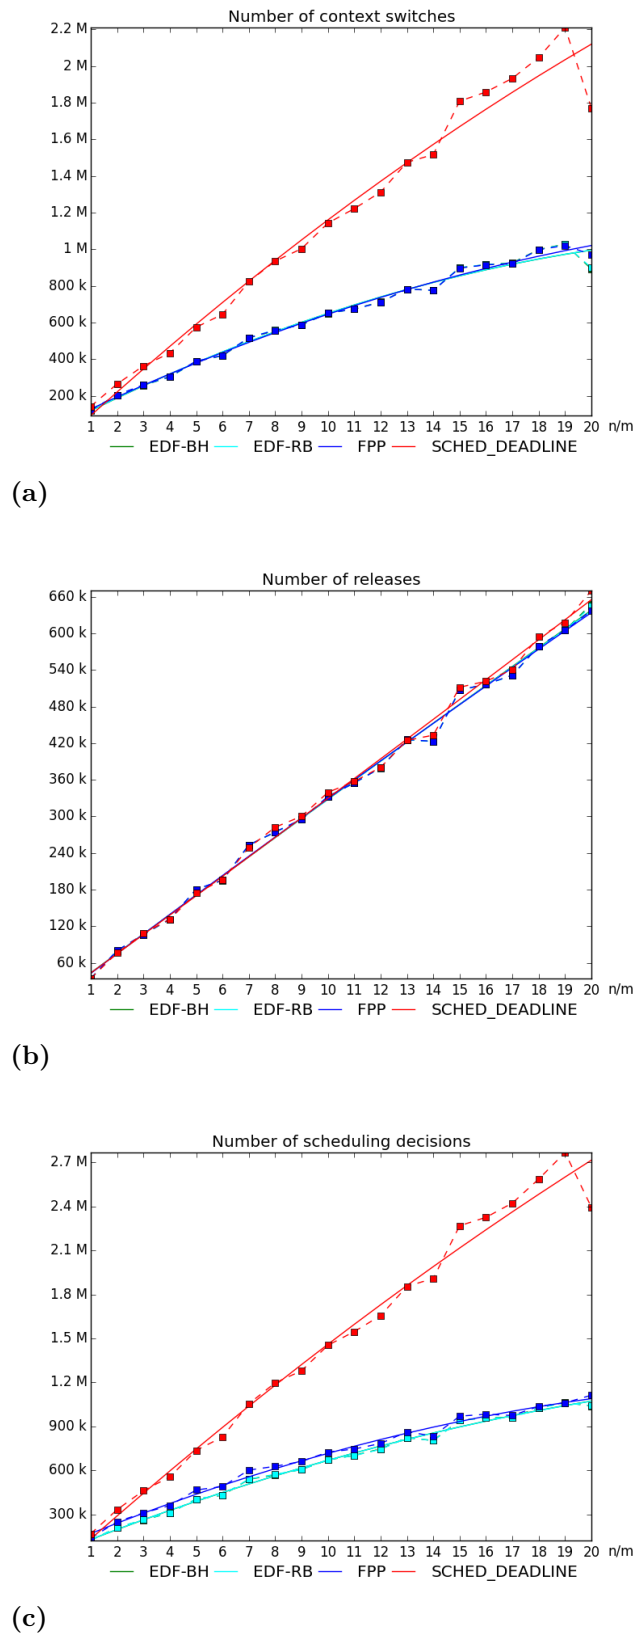 Number of context switches
2.2 M
2 M
1.8 M
1.6 M
1.4 M
1.2 M
1 M
800 k
600 k
400 k
200 k
1 2 3 4 5 6 7 8 9 10 11 12 13 14 15 16 17 18 19 20 n/m
EDF-BH EDF-RB FPP SCHED_DEADLINE
(a)
Number of releases
660 k
600 k
540 k
480 k
420 k
360 k
300 k
240 k
180 k
120 k
60 k
1 2 3 4 5 6 7 8 9 10 11 12 13 14 15 16 17 18 19 20 n/m
EDF-BH EDF-RB FPP SCHED_DEADLINE
(b)
Number of scheduling decisions
2.7 M
2.4 M
2.1 M
1.8 M
1.5 M
1.2 M
900 k
600 k
300 k
1 2 3 4 5 6 7 8 9 10 11 12 13 14 15 16 17 18 19 20 n/m
EDF-BH EDF-RB FPP SCHED_DEADLINE
(c)